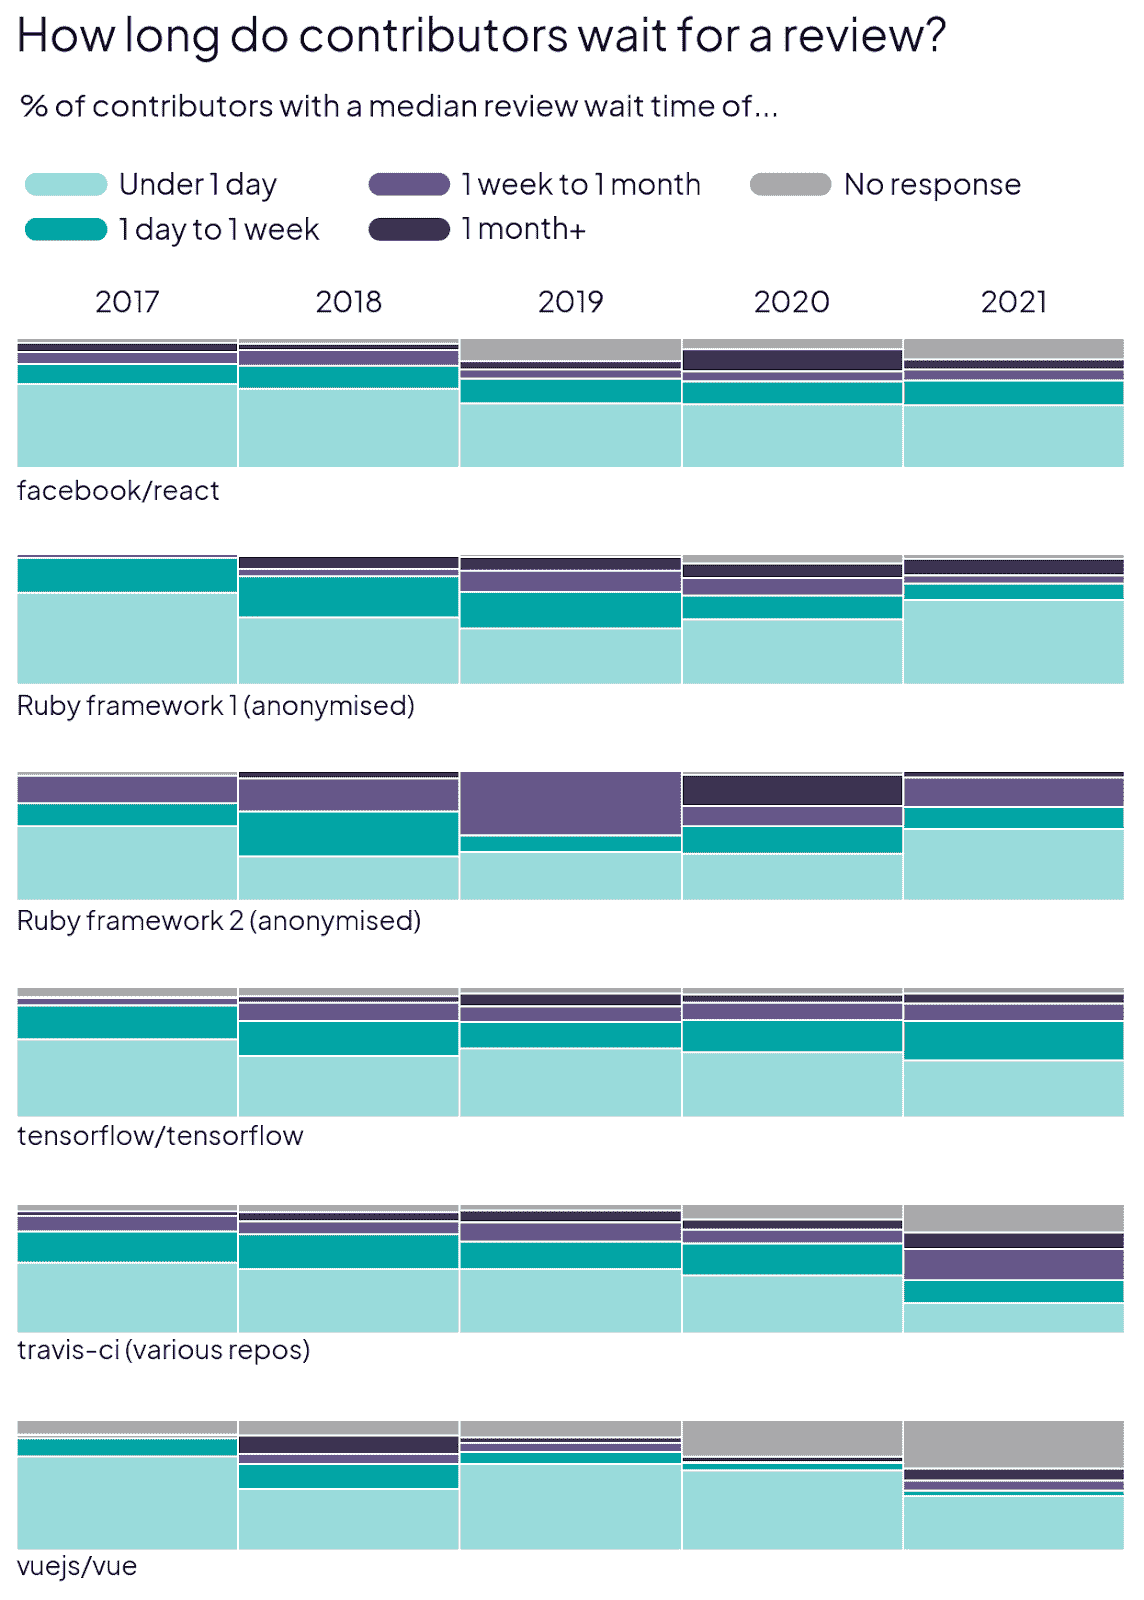 How long do contributors wait for a review?
% of contributors with a median review wait time of...
Under 1 day
1 week to 1 month
No response
1 day to 1 week
1 month+
2017
2018
2019
2020
2021
facebook/react
Ruby framework 1 (anonymised)
Ruby framework 2 (anonymised)
tensorflow/tensorflow
travis-ci (various repos)
vuejs/vue